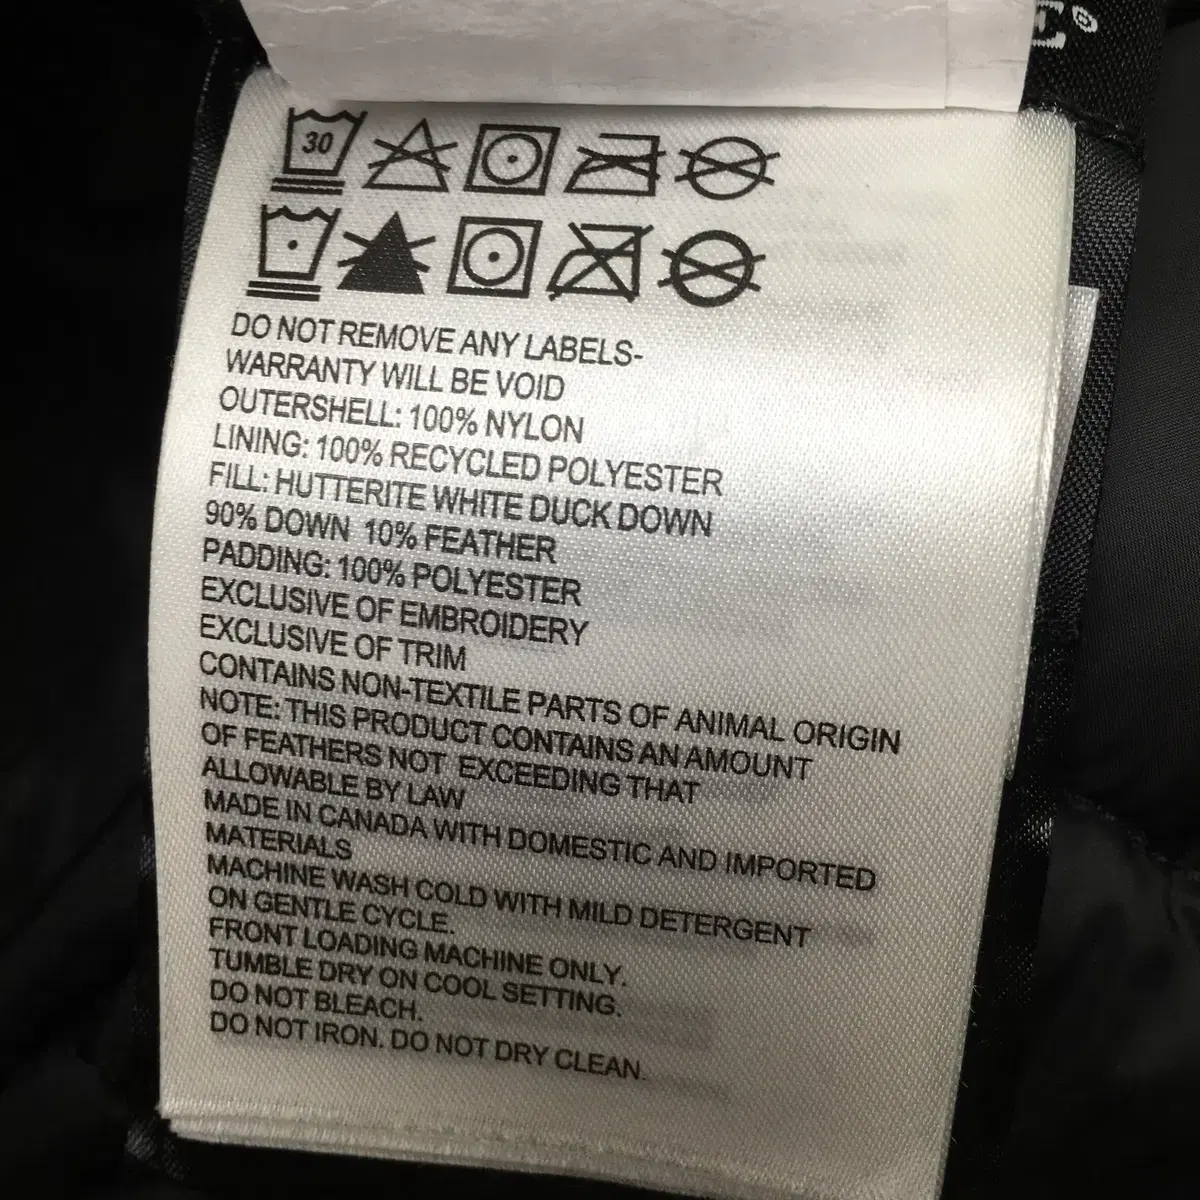 30
DO NOT REMOVE ANY LABELS-
WARRANTY WILL BE VOID
OUTERSHELL: 100% NYLON
LINING: 100% RECYCLED POLYESTER
FILL: HUTTERITE WHITE DUCK DOWN
90% DOWN 10% FEATHER
PADDING: 100% POLYESTER
EXCLUSIVE OF EMBROIDERY
EXCLUSIVE OF TRIM
CONTAINS NON-TEXTILE PARTS OF ANIMAL ORIGIN
NOTE: THIS PRODUCT CONTAINS AN AMOUNT
OF FEATHERS NOT EXCEEDING THAT
ALLOWABLE BY LAW
MADE IN CANADA WITH DOMESTIC AND IMPORTED
MATERIALS
MACHINE WASH COLD WITH MILD DETERGENT
ON GENTLE CYCLE.
FRONT LOADING MACHINE ONLY.
TUMBLE DRY ON COOL SETTING.
DO NOT BLEACH.
DO NOT IRON. DO NOT DRY CLEAN.